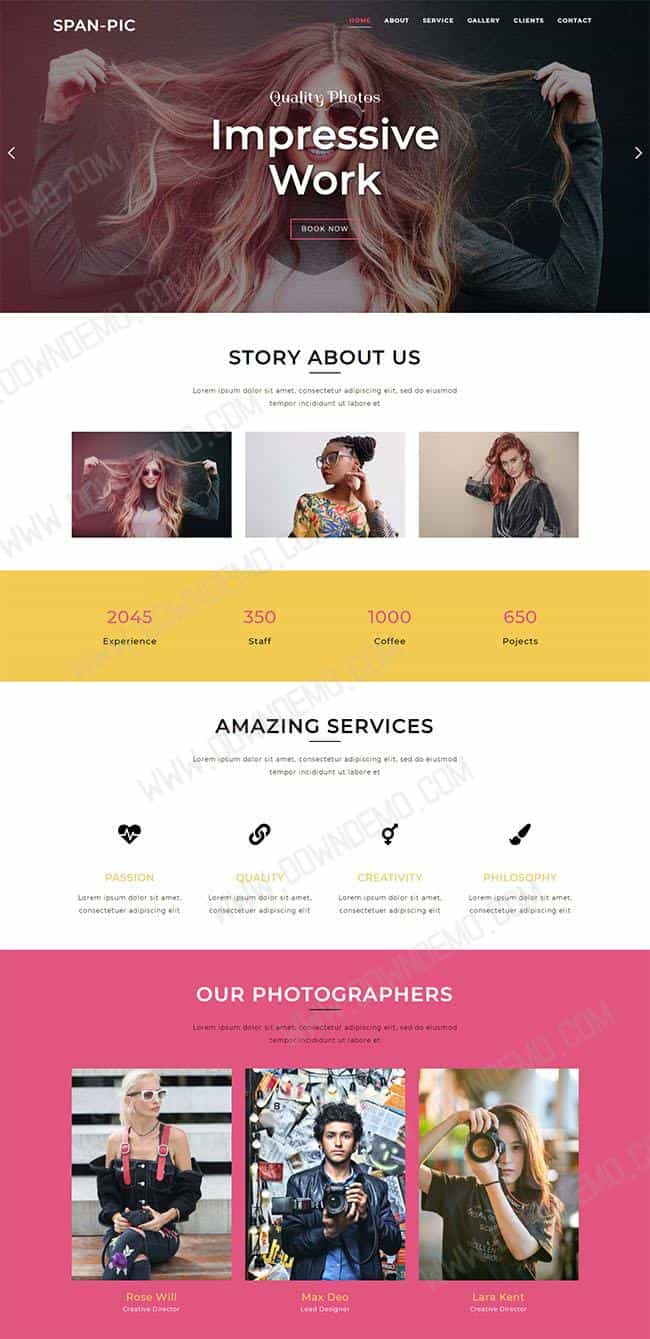 SPAN-PIC
HOME ABOUT SERVICE GALLERY CLIENTS CONTACT
Quality Photos
Impressive
Work
BOOK NOW
STORY ABOUT US
Lorem ipsum dolor sit amet, consectetur adipiscing elit, sed do eiusmod
tempor incididunt ut labore et
2045 350 1000 650
Experience Staff Coffee Pojects
AMAZING SERVICES
Lorem ipsum dolor sit amet, consectetur adipiscing elit, sed do eiusmod
tempor incididunt ut labore et
PASSION QUALITY CREATIVITY PHILOSOPHY
Lorem ipsum dolor sit amet, Lorem ipsum dolor sit amet, Lorem ipsum dolor sit amet, Lorem ipsum dolor sit amet,
consectetuer adipiscing elit consectetuer adipiscing elit consectetuer adipiscing elit consectetuer adipiscing elit
OUR PHOTOGRAPHERS
Lorem ipsum dolor sit amet, consectetur adipiscing elit, sed do eiusmod
tempor incididunt ut labore et
Rose Will Max Deo Lara Kent
Creative Director Lead Designer Creative Director
WWW.DOWNDEMO.COM